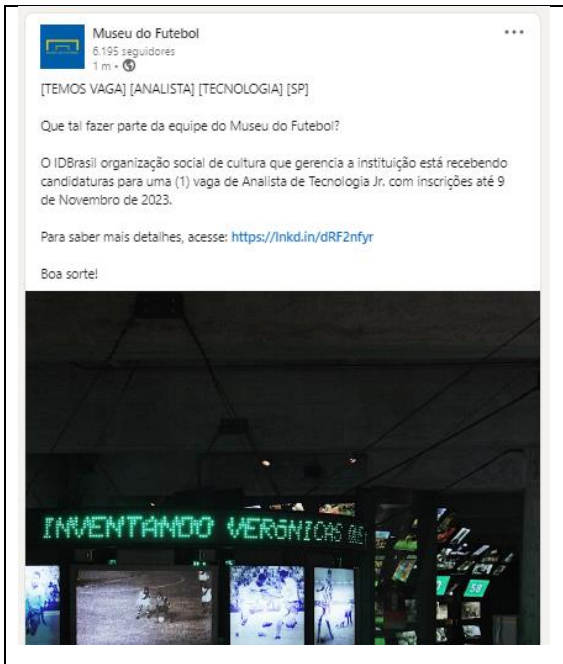 Museu do Futebol
6.195 seguidores
1 m •
[TEMOS VAGA] [ANALISTA] [TECNOLOGIA] [SP]
Que tal fazer parte da equipe do Museu do Futebol?
O IDBrasil organização social de cultura que gerencia a instituição está recebendo
candidaturas para uma (1) vaga de Analista de Tecnologia Jr. com inscrições até 9
de Novembro de 2023.
Para saber mais detalhes, acesse: https://lnkd.in/dRF2nfyr
Boa sorte!
INVENTANDO VERÔNICAS QUE
58